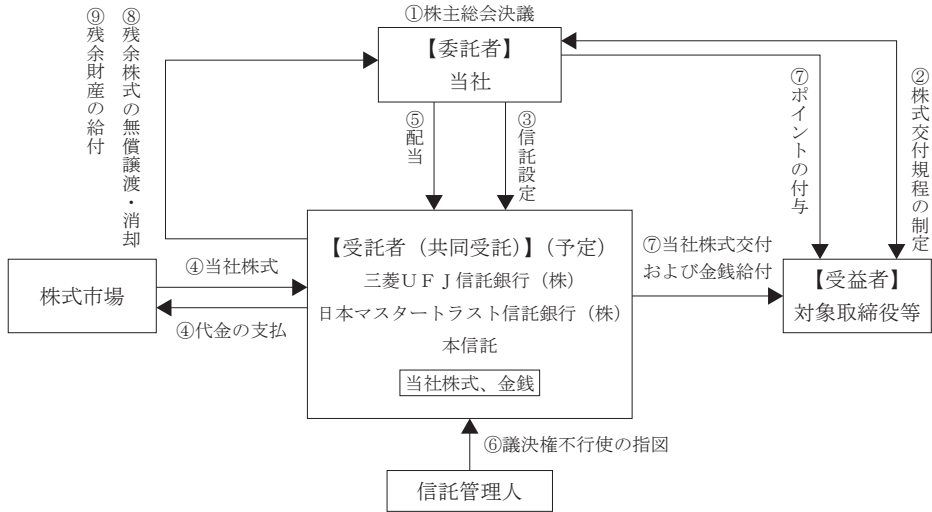 ①株主総会決議
【委託者】
当社
⑨残余財産の給付
⑧残余株式の無償譲渡・消却
⑤配当
③信託設定
⑦ポイントの付与
②株式交付規程の制定
【受託者（共同受託）】（予定）
三菱ＵＦＪ信託銀行（株）
日本マスタートラスト信託銀行（株）
本信託
当社株式、金銭
④当社株式
株式市場
④代金の支払
⑦当社株式交付
および金銭給付
【受益者】
対象取締役等
⑥議決権不行使の指図
信託管理人